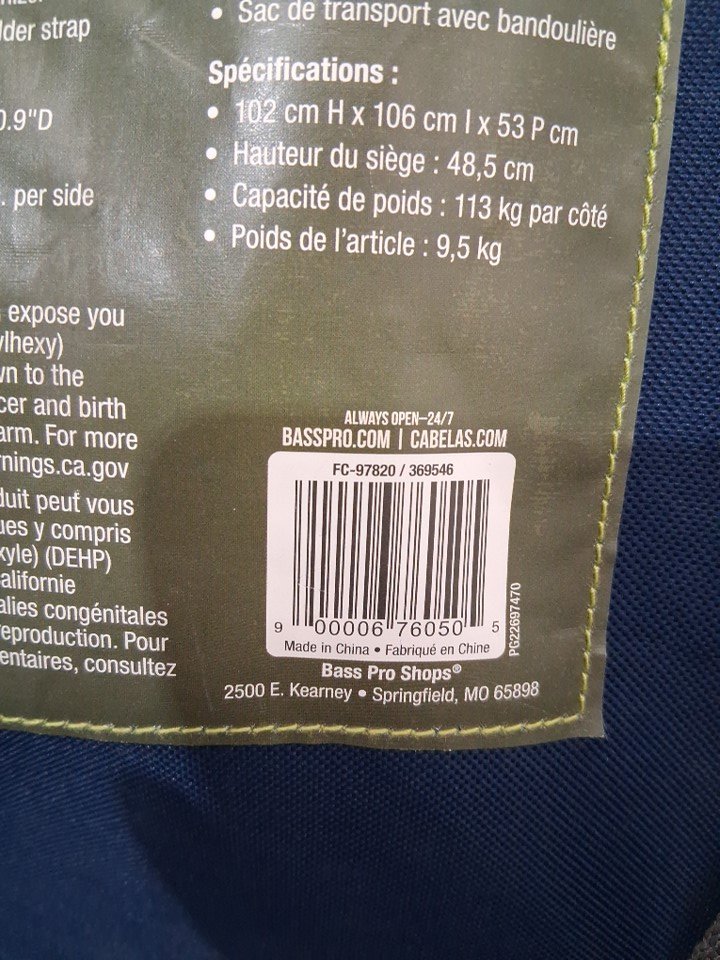 lder strap
0.9"D
. per side
expose you
ylhexy)
wn to the
cer and birth
arm. For more
rnings.ca.gov
duit peut vous
ues y compris
xyle) (DEHP)
alifornie
alies congénitales
reproduction. Pour
entaires, consultez
• Sac de transport avec bandoulière
Spécifications :
• 102 cm H x 106 cm l x 53 P cm
• Hauteur du siège : 48,5 cm
• Capacité de poids : 113 kg par côté
• Poids de l'article : 9,5 kg
ALWAYS OPEN–24/7
BASSPRO.COM | CABELAS.COM
FC-97820 / 369546
9 00006 76050 5
PG22697470
Made in China • Fabriqué en Chine
Bass Pro Shops®
2500 E. Kearney • Springfield, MO 65898